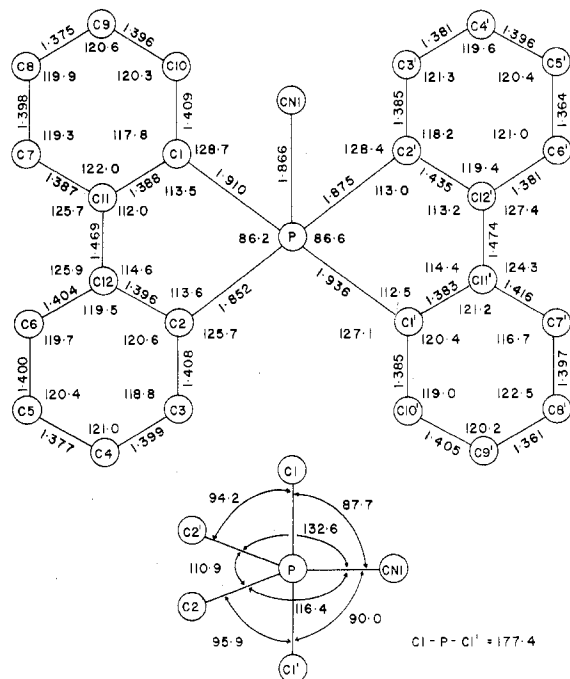 C9 C4'
1·375 1·396 1·381 1·396
120·6 119·6
C8 C10 C3' C5'
119·9 120·3 CN1 121·3 120·4
1·398 1·409 1·385 1·364
119·3 117·8 118·2 121·0
C7 C1 128·7 1·866 128·4 C2' C6'
122·0 119·4
1·387 1·388 1·910 1·875 1·435 1·381
C11 113·5 113·0 C12'
125·7 112·0 113·2 127·4
1·469 86·2 P 86·6 1·474
125·9 114·6 114·4 124·3
C12 113·6 112·5 C11'
1·404 1·396 1·852 1·936 1·383 1·416
119·5 121·2
C6 C2 C1' C7'
119·7 120·6 125·7 127·1 120·4 116·7
1·400 1·408 1·385 1·397
120·4 118·8 119·0 122·5
C5 C3 C10' C8'
121·0 120·2
1·377 1·399 1·405 1·361
C4 C9'
C1
94·2 87·7
C2' 132·6
110·9 P CN1
C2 116·4
95·9 90·0
C1' C1-P-C1' = 177·4